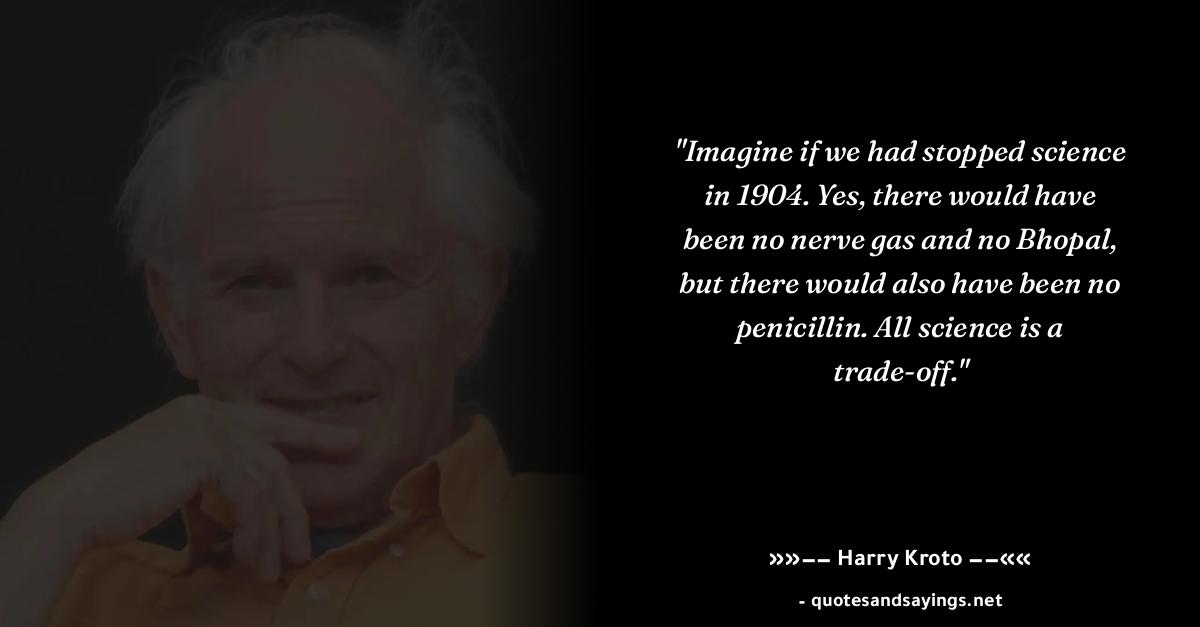 "Imagine if we had stopped science
in 1904. Yes, there would have
been no nerve gas and no Bhopal,
but there would also have been no
penicillin. All science is a
trade-off."
»»–– Harry Kroto ––««
- quotesandsayings.net